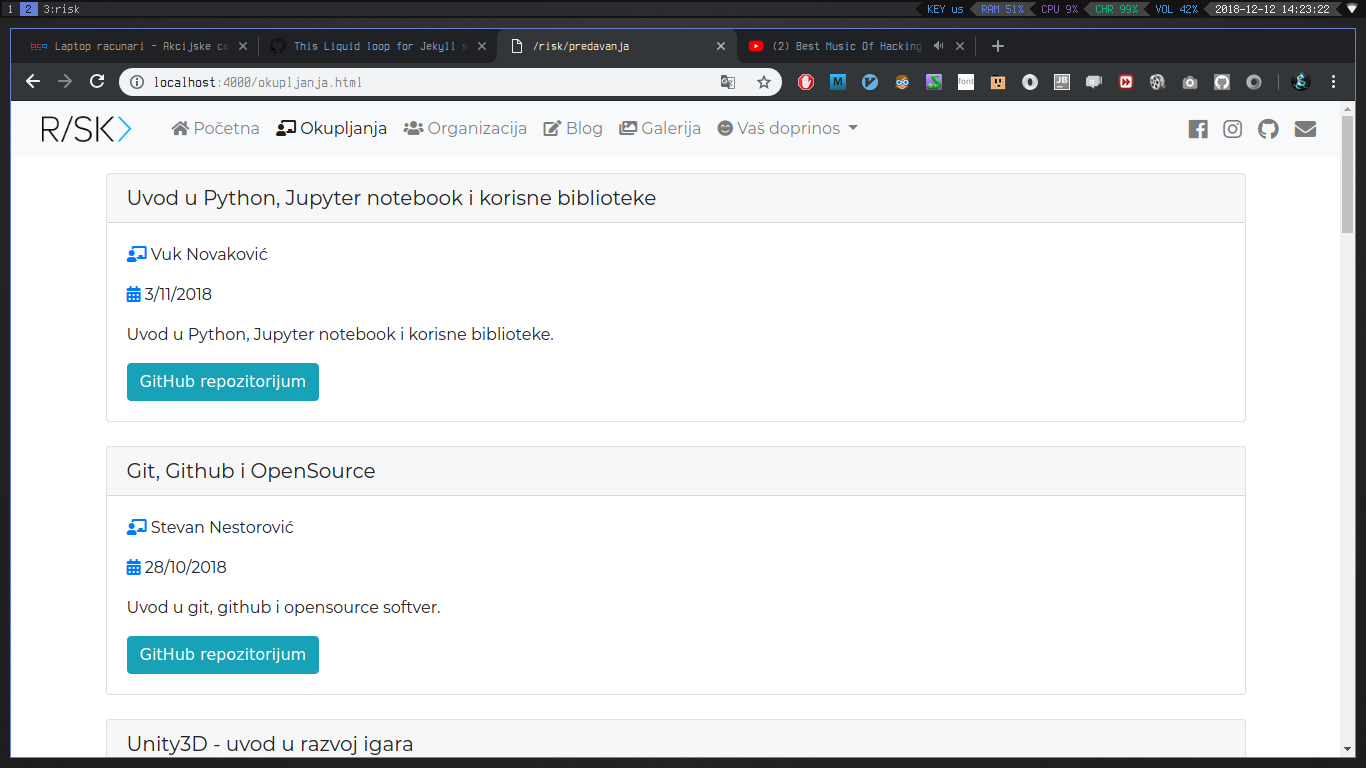 1 2 3:risk KEY us RAM 51% CPU 9% CHR 99% VOL 42% 2018-12-12 14:23:22
Laptop racunari - Akcijske ce This Liquid loop for Jekyll s /risk/predavanja (2) Best Music Of Hacking
localhost:4000/okupljanja.html
R/SK> Početna Okupljanja Organizacija Blog Galerija Vaš doprinos
Uvod u Python, Jupyter notebook i korisne biblioteke
Vuk Novaković
3/11/2018
Uvod u Python, Jupyter notebook i korisne biblioteke.
GitHub repozitorijum
Git, Github i OpenSource
Stevan Nestorović
28/10/2018
Uvod u git, github i opensource softver.
GitHub repozitorijum
Unity3D - uvod u razvoj igara